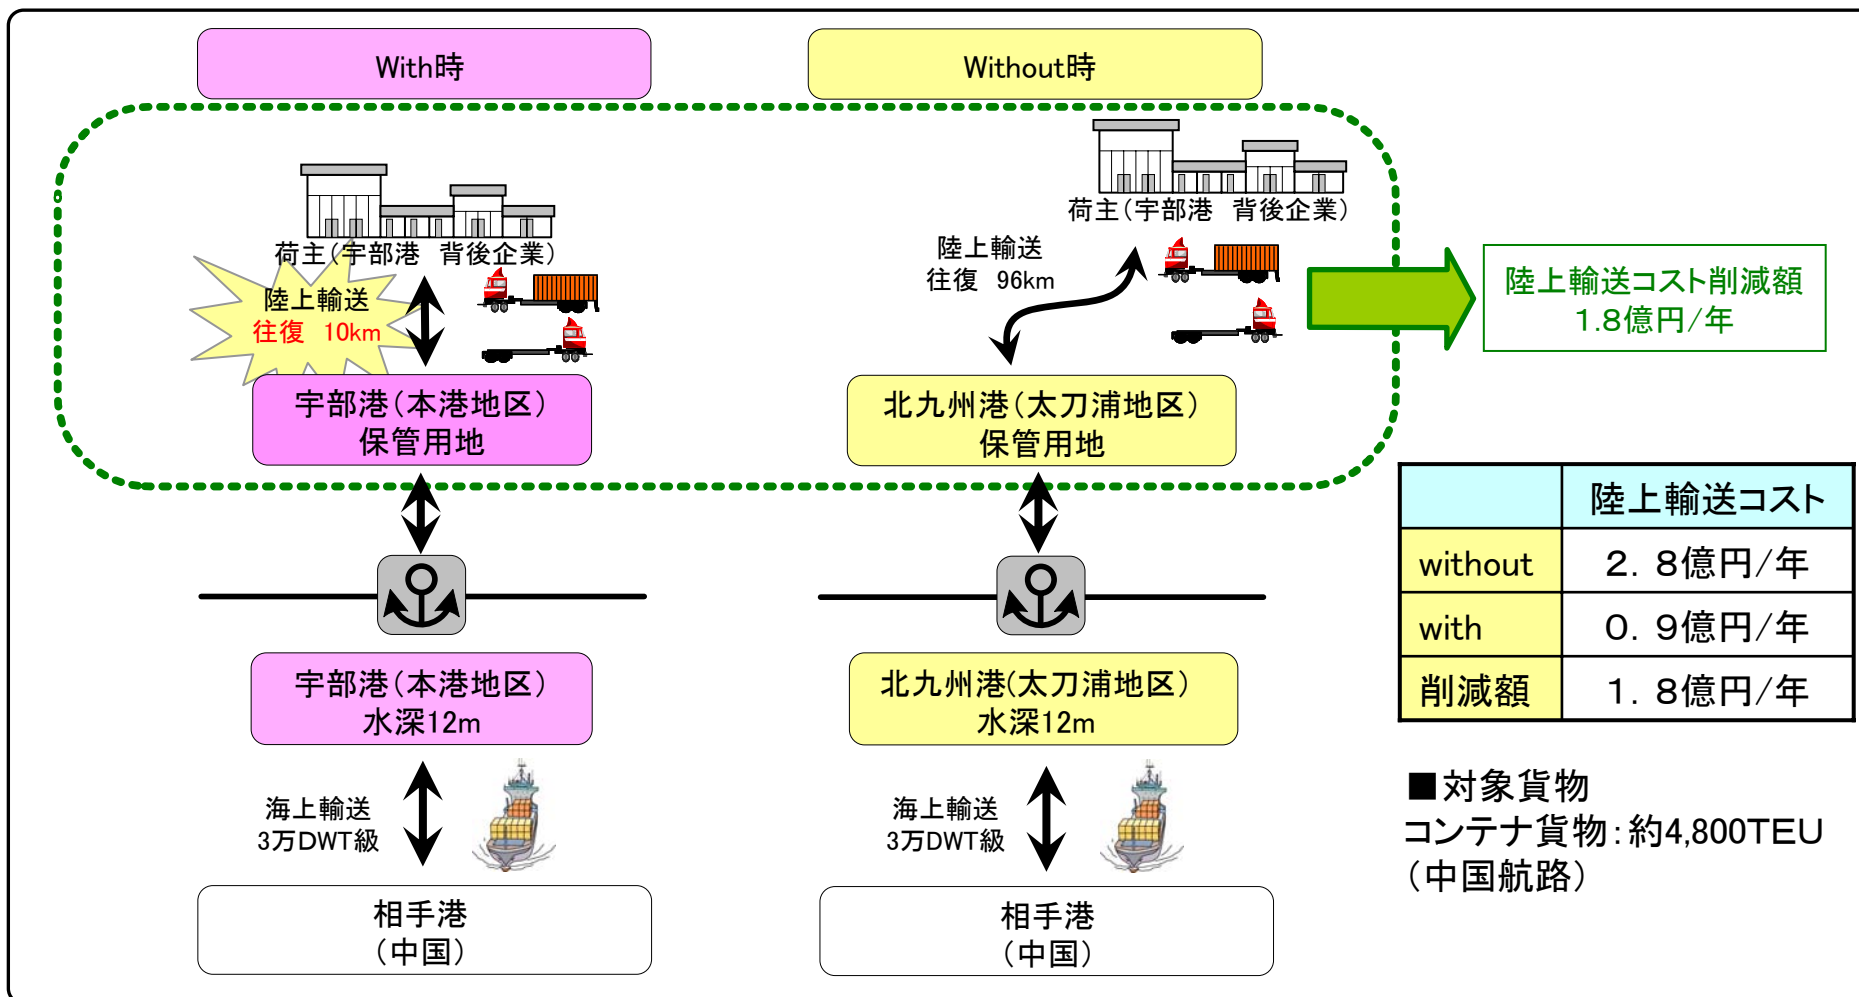 With時
Without時
荷主（宇部港　背後企業）
陸上輸送
往復　10km
宇部港（本港地区）
保管用地
荷主（宇部港　背後企業）
陸上輸送
往復　96km
北九州港（太刀浦地区）
保管用地
陸上輸送コスト削減額
１.８億円/年
宇部港（本港地区）
水深12m
海上輸送
3万DWT級
相手港
（中国）
北九州港(太刀浦地区）
水深12m
海上輸送
3万DWT級
相手港
（中国）
陸上輸送コスト
without　２．８億円/年
with　０．９億円/年
削減額　１．８億円/年
■対象貨物
コンテナ貨物：約4,800TEU
（中国航路）